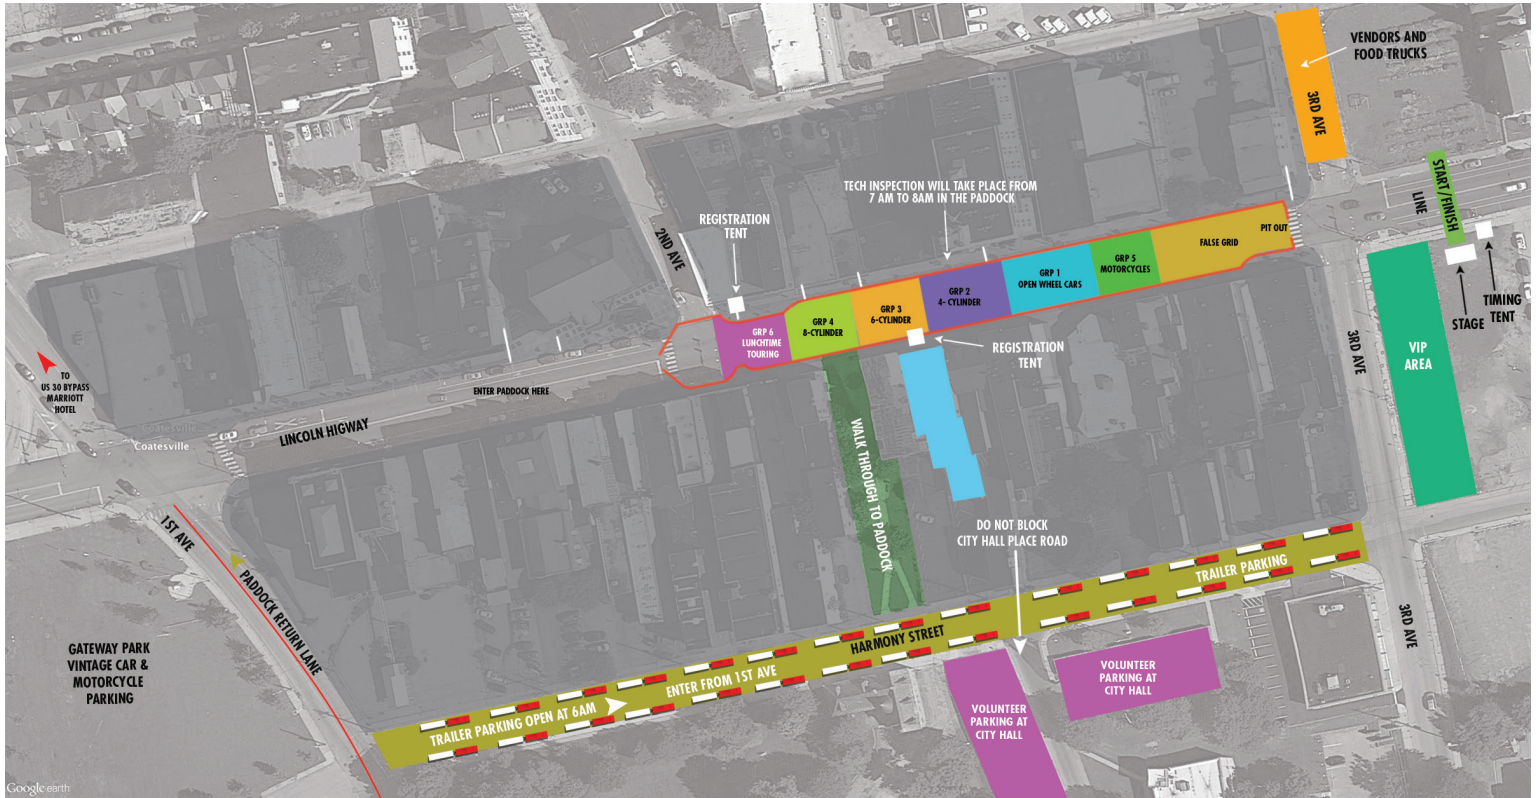 VENDORS AND
FOOD TRUCKS
3RD AVE
START/FINISH
LINE
TECH INSPECTION WILL TAKE PLACE FROM
7 AM TO 8AM IN THE PADDOCK
REGISTRATION
TENT
2ND AVE
PIT OUT
FALSE GRID
GRP 5
MOTORCYCLES
GRP 1
OPEN WHEEL CARS
GRP 2
4- CYLINDER
GRP 3
6-CYLINDER
GRP 4
8-CYLINDER
GRP 6
LUNCHTIME
TOURING
TIMING
TENT
STAGE
VIP
AREA
3RD AVE
REGISTRATION
TENT
TO
US 30 BYPASS
MARRIOTT
HOTEL
ENTER PADDOCK HERE
LINCOLN HIGWAY
Coatesville
Coatesville
WALK THROUGH TO PADDOCK
1ST AVE
PADDOCK RETURN LANE
DO NOT BLOCK
CITY HALL PLACE ROAD
TRAILER PARKING
HARMONY STREET
ENTER FROM 1ST AVE
TRAILER PARKING OPEN AT 6AM
3RD AVE
GATEWAY PARK
VINTAGE CAR &
MOTORCYCLE
PARKING
VOLUNTEER
PARKING AT
CITY HALL
VOLUNTEER
PARKING AT
CITY HALL
Google earth